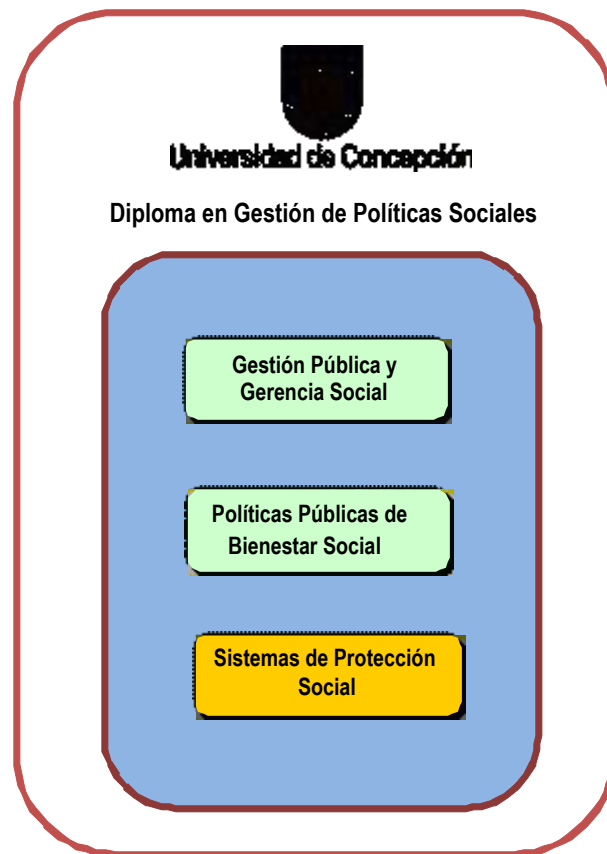 Universidad de Concepción
Diploma en Gestión de Políticas Sociales
Gestión Pública y
Gerencia Social
Políticas Públicas de
Bienestar Social
Sistemas de Protección
Social